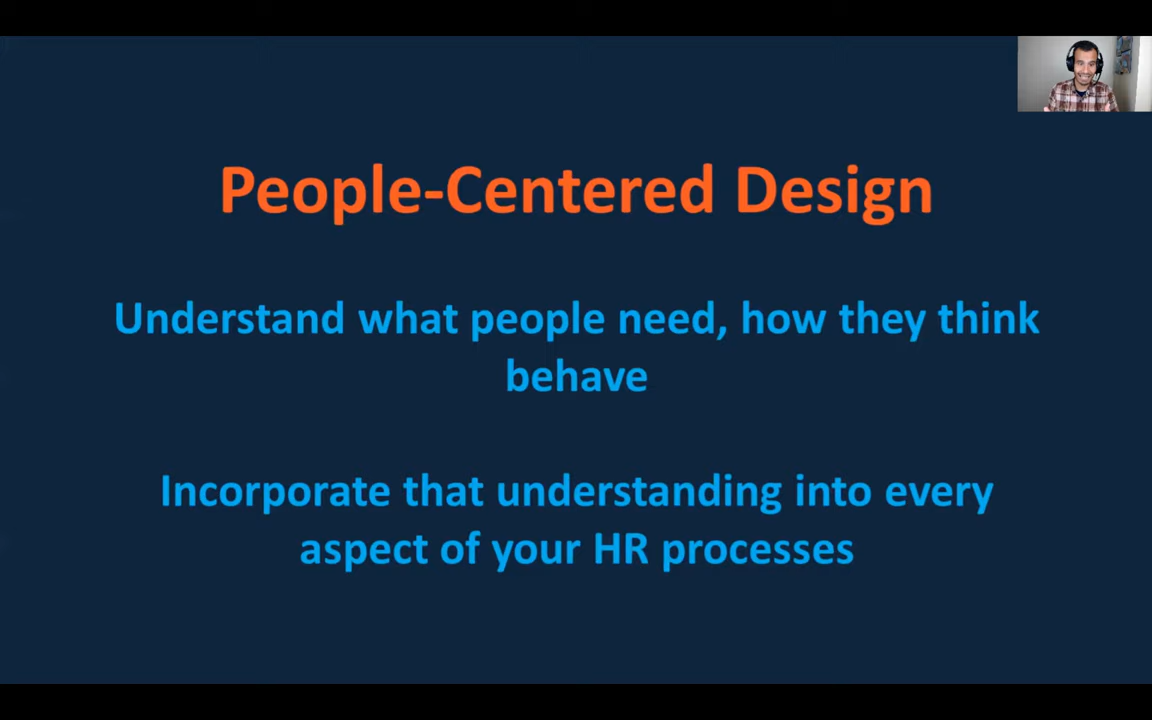 People-Centered Design
Understand what people need, how they think
behave
Incorporate that understanding into every
aspect of your HR processes